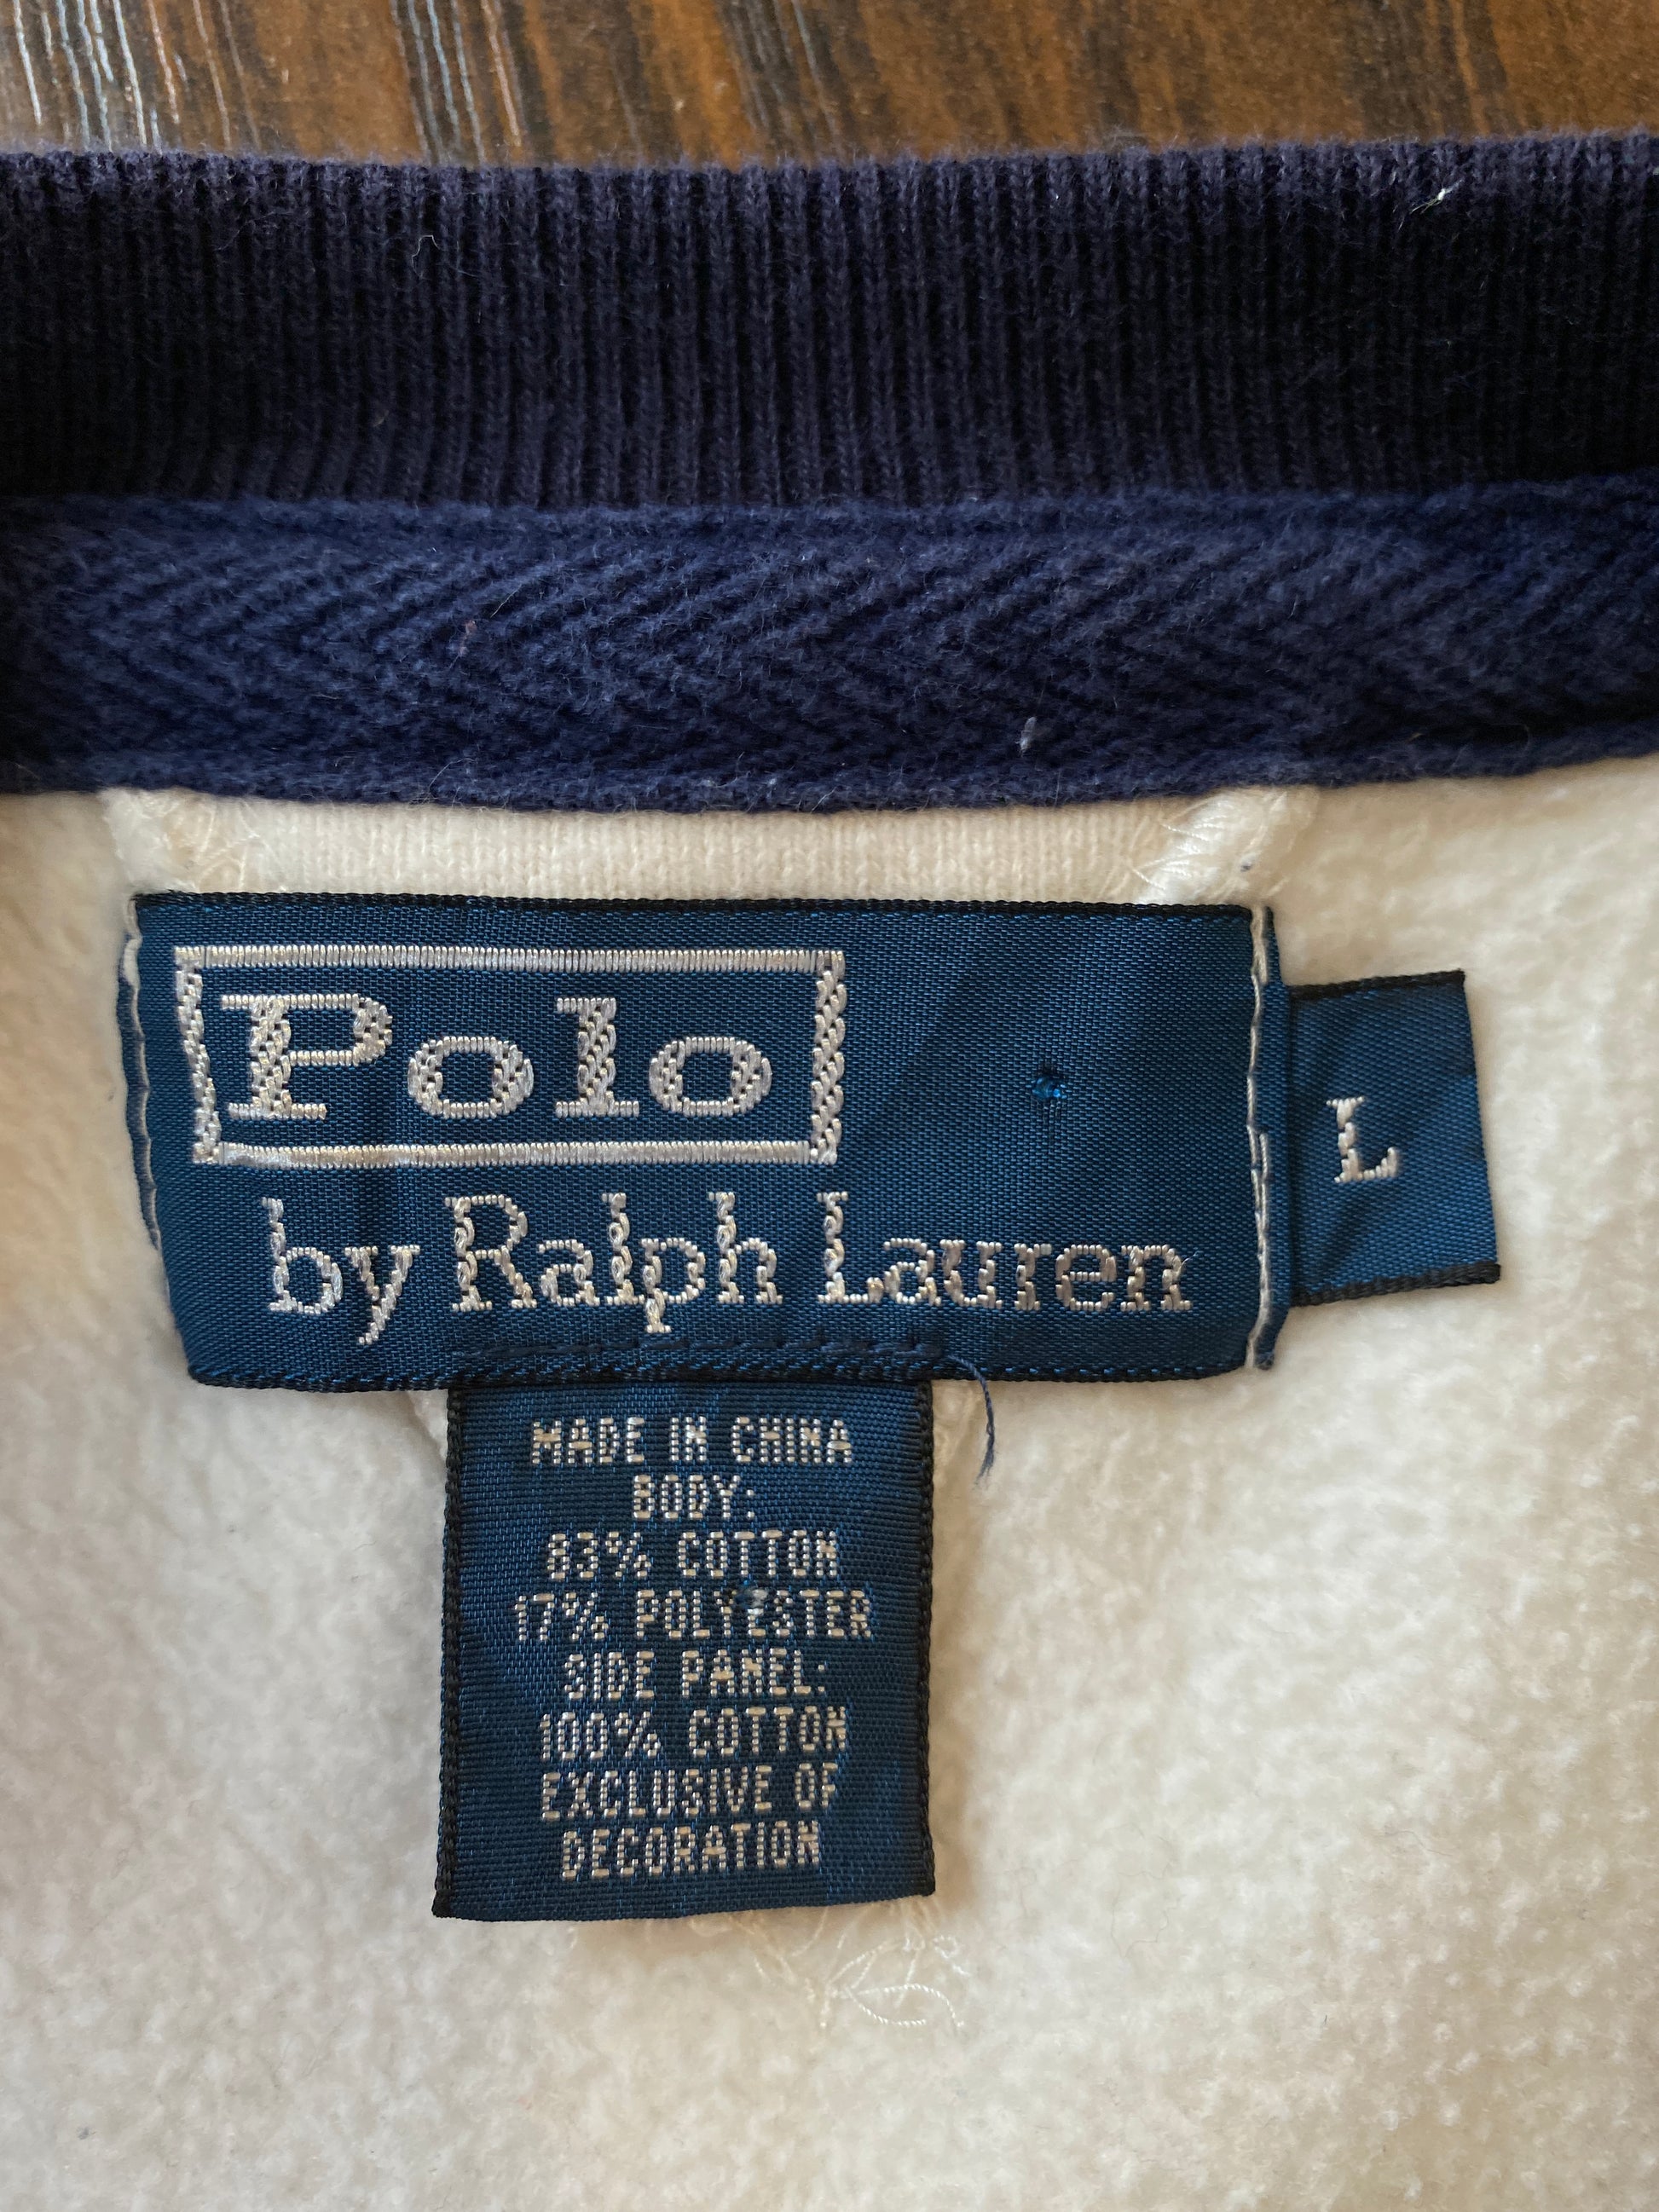 Polo
by Ralph Lauren
L
MADE IN CHINA
BODY:
83% COTTON
17% POLYESTER
SIDE PANEL:
100% COTTON
EXCLUSIVE OF
DECORATION